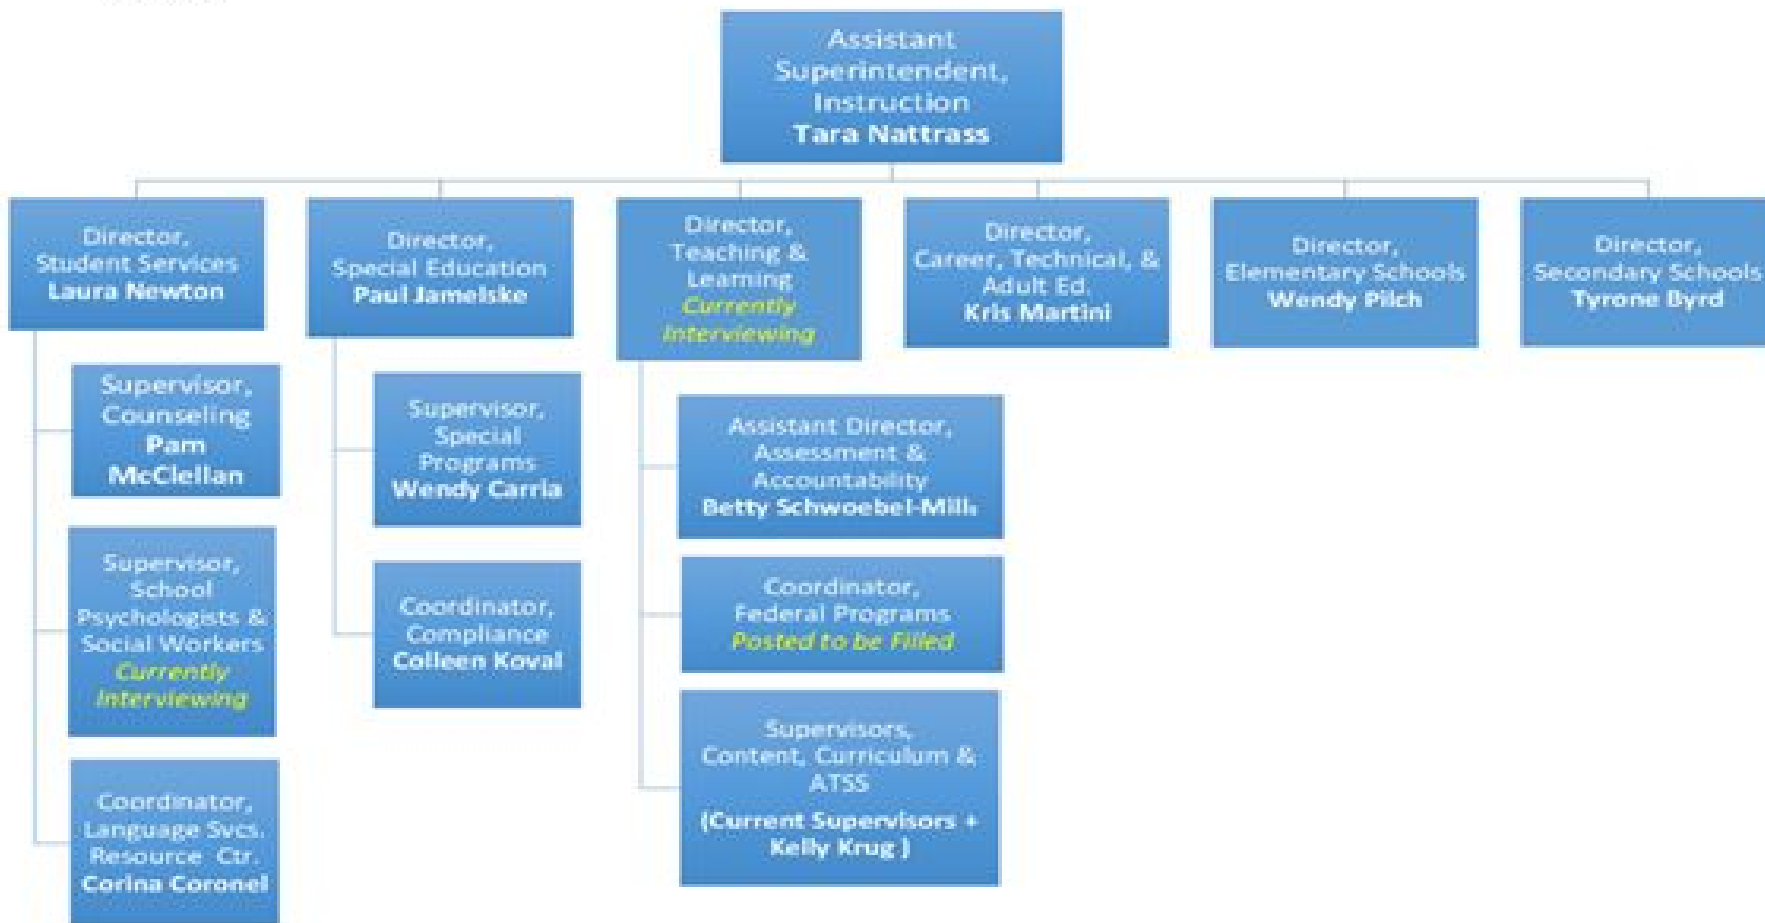 Assistant
Superintendent,
Instruction
Tara Nattrass
Director,
Student Services
Laura Newton
Director,
Special Education
Paul Jamelske
Director,
Teaching &
Learning
Currently
Interviewing
Director,
Career, Technical, &
Adult Ed.
Kris Martini
Director,
Elementary Schools
Wendy Pilch
Director,
Secondary Schools
Tyrone Byrd
Supervisor,
Counseling
Pam
McClellan
Supervisor,
School
Psychologists &
Social Workers
Currently
Interviewing
Coordinator,
Language Svcs.
Resource Ctr.
Corina Coronel
Supervisor,
Special
Programs
Wendy Carria
Coordinator,
Compliance
Colleen Koval
Assistant Director,
Assessment &
Accountability
Betty Schwoebel-Mills
Coordinator,
Federal Programs
Posted to be Filled
Supervisors,
Content, Curriculum &
ATSS
(Current Supervisors +
Kelly Krug )